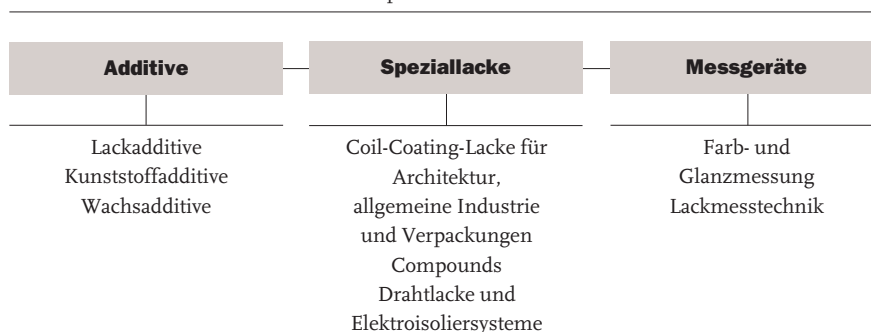 Additive
Speziallacke
Messgeräte
Lackadditive
Kunststoffadditive
Wachsadditive
Coil-Coating-Lacke für
Architektur,
allgemeine Industrie
und Verpackungen
Compounds
Drahtlacke und
Elektroisoliersysteme
Farb- und
Glanzmessung
Lackmesstechnik